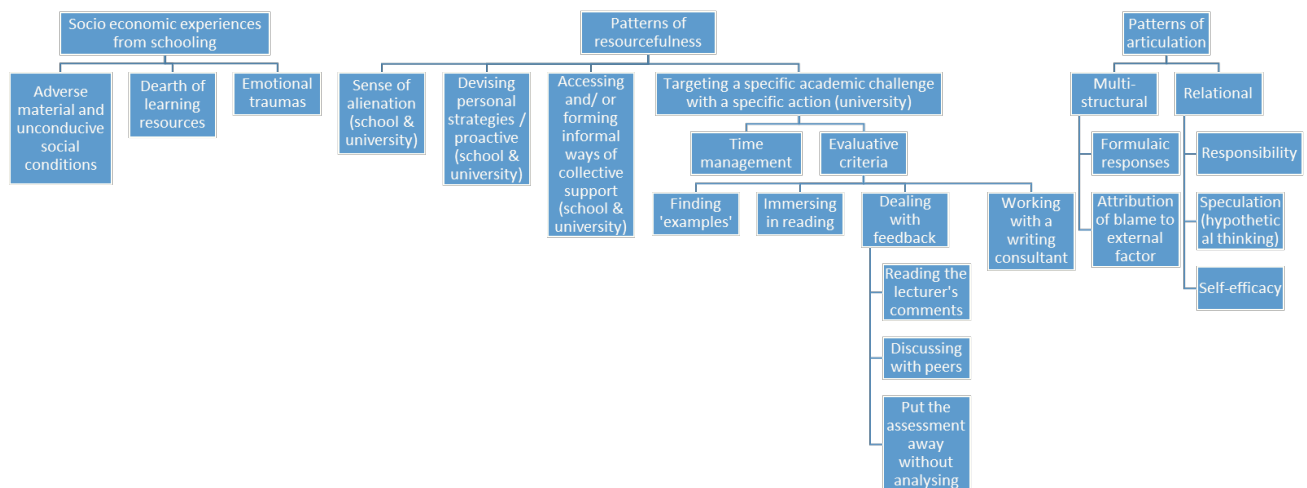 Socio economic experiences
from schooling
Adverse
material and
unconducive
social
conditions
Dearth of
learning
resources
Emotional
traumas
Patterns of
resourcefulness
Sense of
alienation
(school &
university)
Devising
personal
strategies /
proactive
(school &
university)
Accessing
and/ or
forming
informal
ways of
collective
support
(school &
university)
Targeting a specific academic challenge
with a specific action (university)
Time
management
Evaluative
criteria
Finding
'examples'
Immersing
in reading
Dealing
with
feedback
Working
with a
writing
consultant
Reading the
lecturer's
comments
Discussing
with peers
Put the
assessment
away
without
analysing
Patterns of
articulation
Multi-
structural
Relational
Formulaic
responses
Attribution
of blame to
external
factor
Responsibility
Speculation
(hypothetic
al thinking)
Self-efficacy